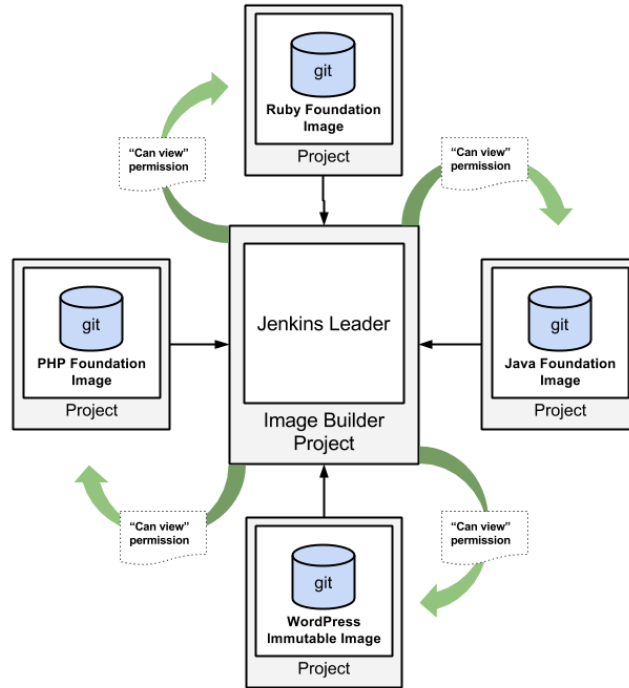 git
Ruby Foundation
Image
Project
“Can view”
permission
“Can view”
permission
git
PHP Foundation
Image
Project
Jenkins Leader
Image Builder
Project
git
Java Foundation
Image
Project
“Can view”
permission
“Can view”
permission
git
WordPress
Immutable Image
Project